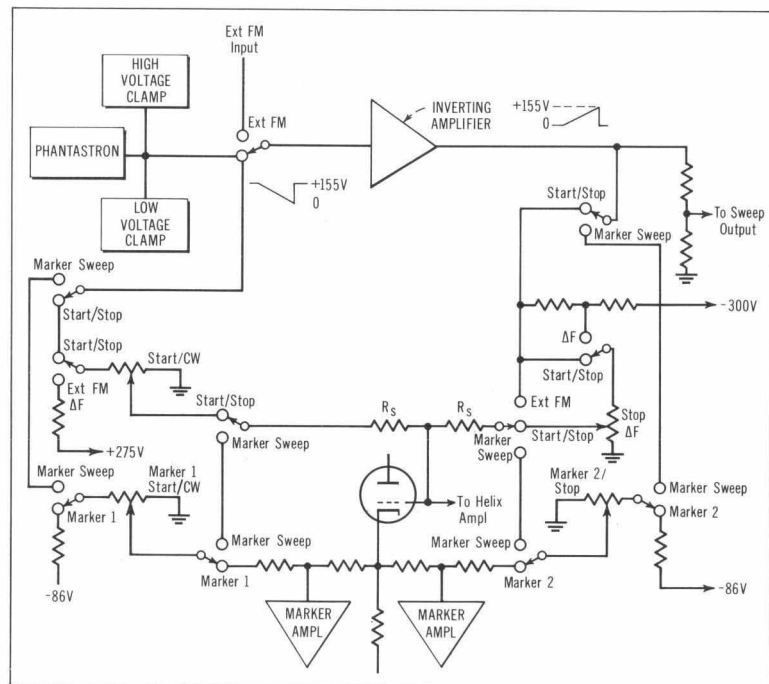 Ext FM
Input
HIGH
VOLTAGE
CLAMP
PHANTASTRON
LOW
VOLTAGE
CLAMP
Ext FM
INVERTING
AMPLIFIER
+155V
0
+155V
0
Start/Stop
Marker Sweep
To Sweep
Output
Marker Sweep
Start/Stop
Start/Stop
Start/CW
Ext FM
ΔF
+275V
-300V
ΔF
Start/Stop
Ext FM
Stop
ΔF
Start/Stop
Marker Sweep
RS
RS
Marker
Sweep
Start/Stop
To Helix
Ampl
Marker Sweep
Marker 1
Start/CW
Marker 1
-86V
Marker Sweep
Marker 1
Marker Sweep
Marker 2
Marker 2/
Stop
Marker Sweep
Marker 2
-86V
MARKER
AMPL
MARKER
AMPL